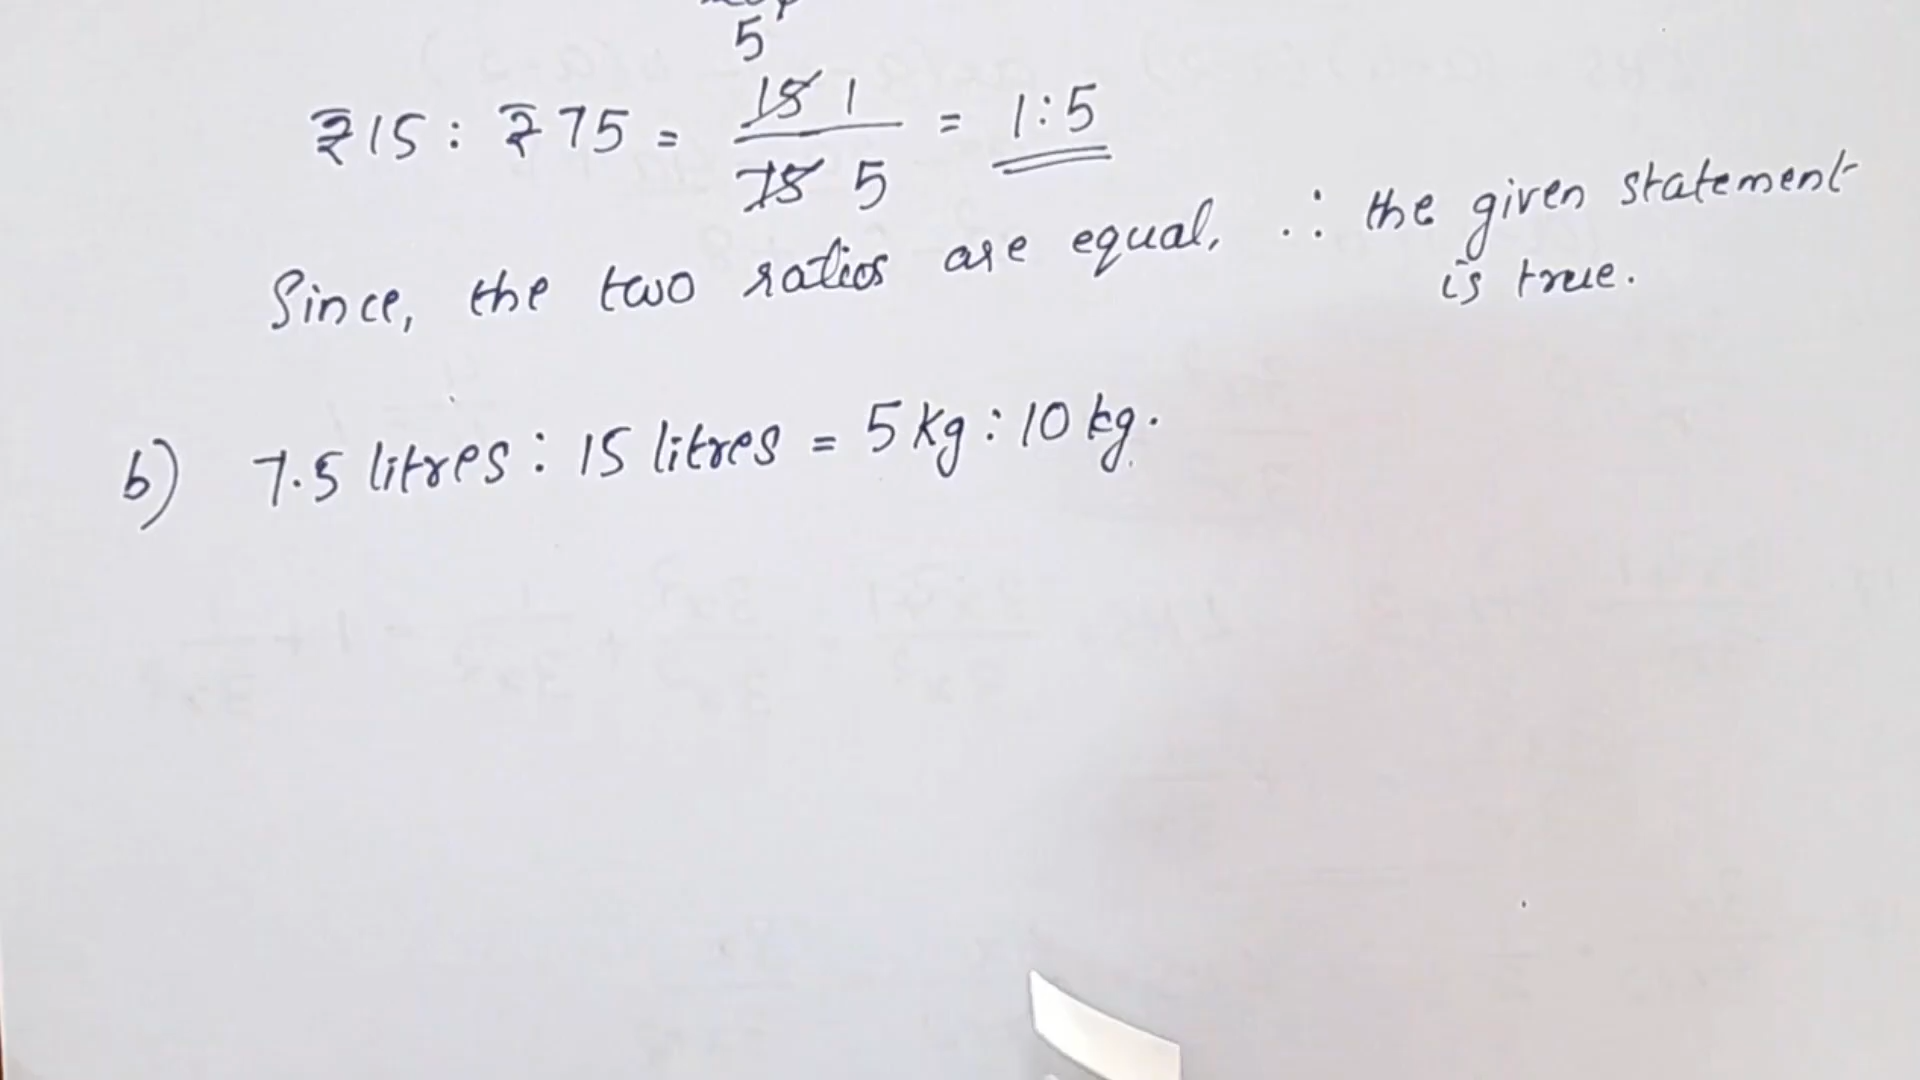 5
₹15 : ₹75 = 15 1 / 75 5 = 1:5
Since, the two ratios are equal, ∴ the given statement
is true.
b) 7.5 litres : 15 litres = 5 kg : 10 kg.